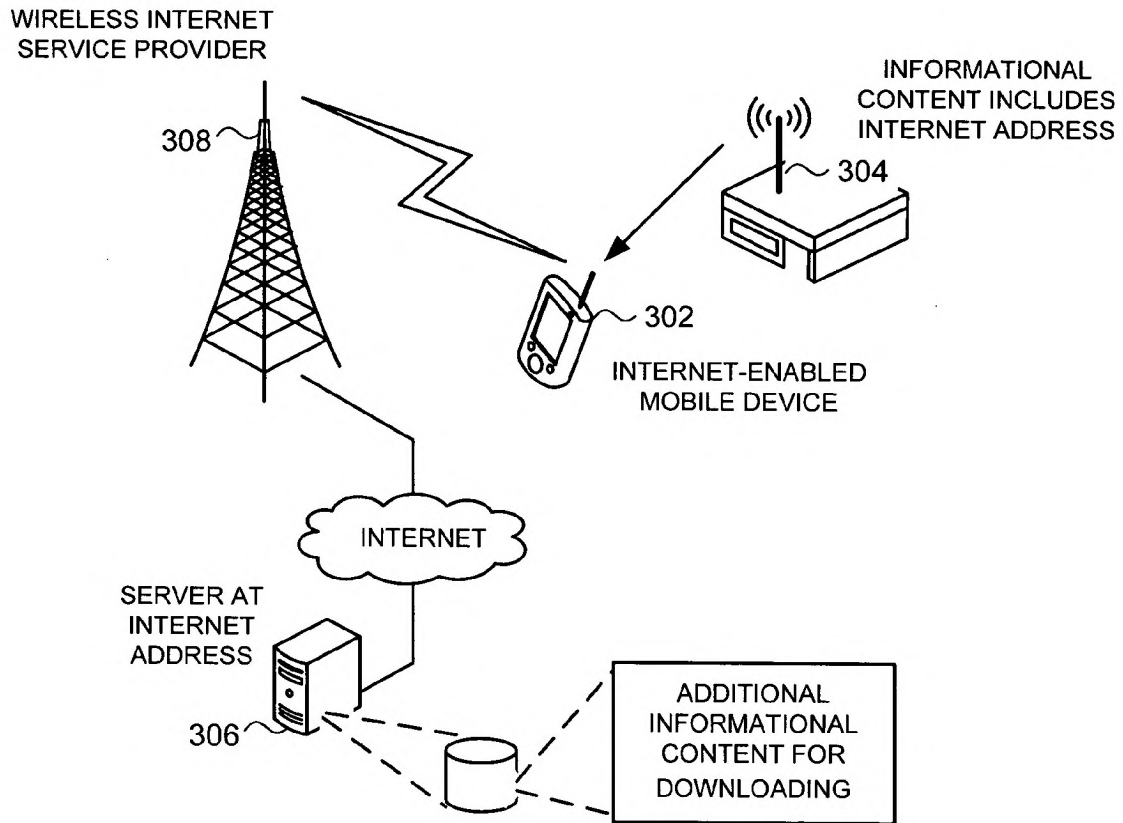 WIRELESS INTERNET
SERVICE PROVIDER
308
INFORMATIONAL
CONTENT INCLUDES
INTERNET ADDRESS
304
302
INTERNET-ENABLED
MOBILE DEVICE
INTERNET
SERVER AT
INTERNET
ADDRESS
306
ADDITIONAL
INFORMATIONAL
CONTENT FOR
DOWNLOADING